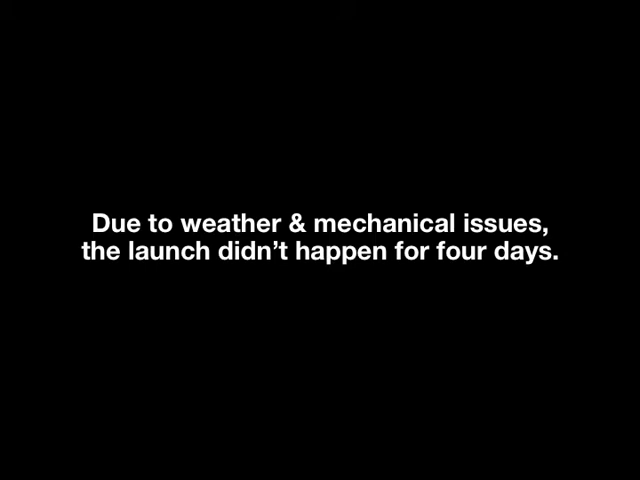 Due to weather & mechanical issues,
the launch didn’t happen for four days.